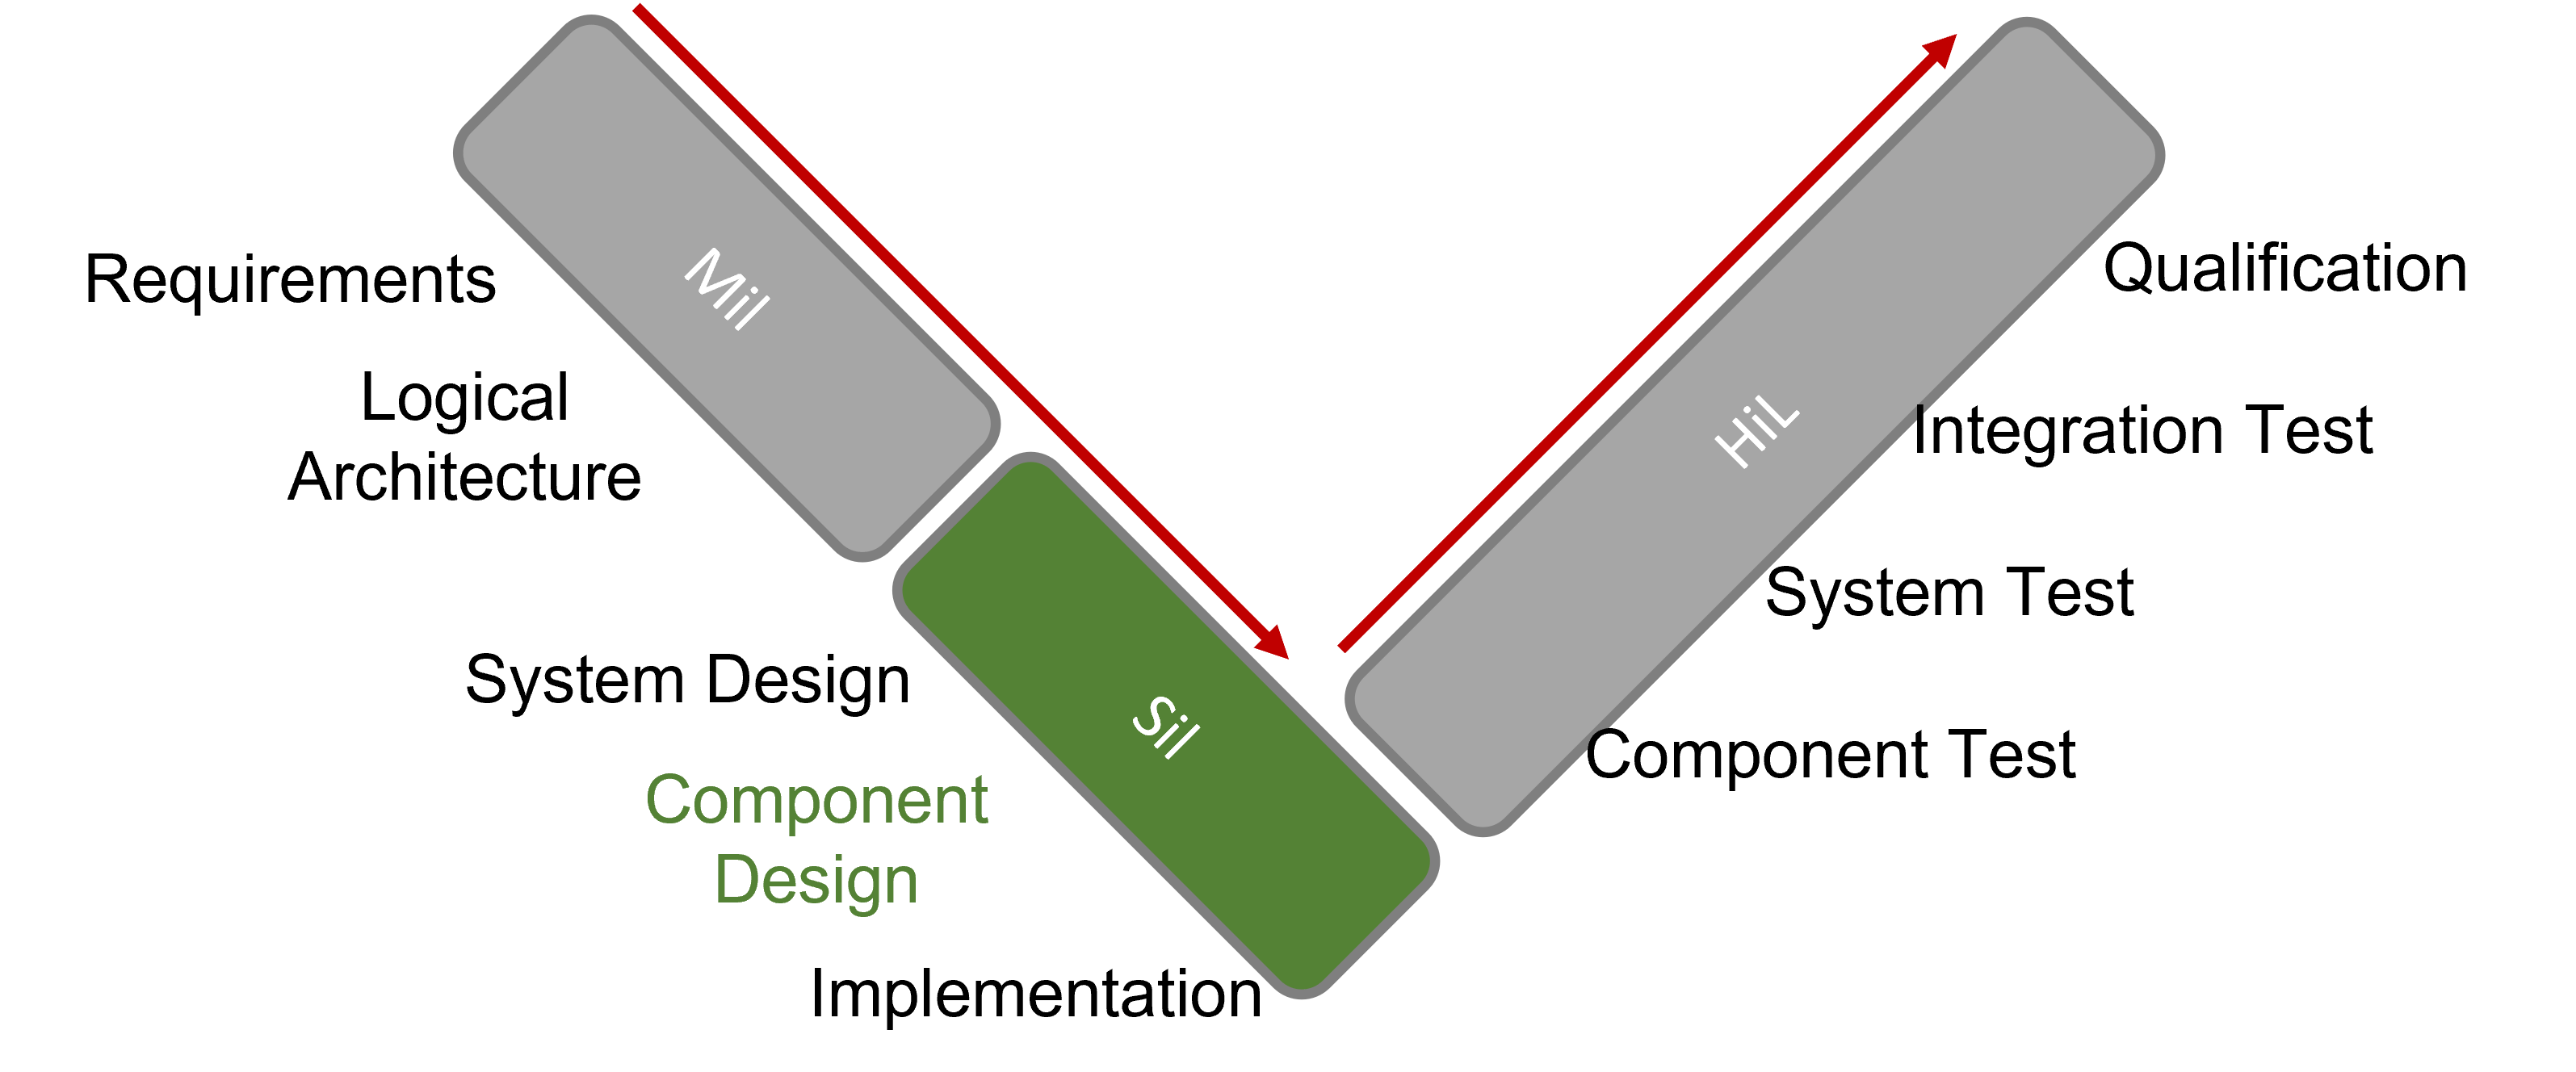 Mil
Requirements
Logical
Architecture
Sil
System Design
Component
Design
Implementation
HiL
Qualification
Integration Test
System Test
Component Test